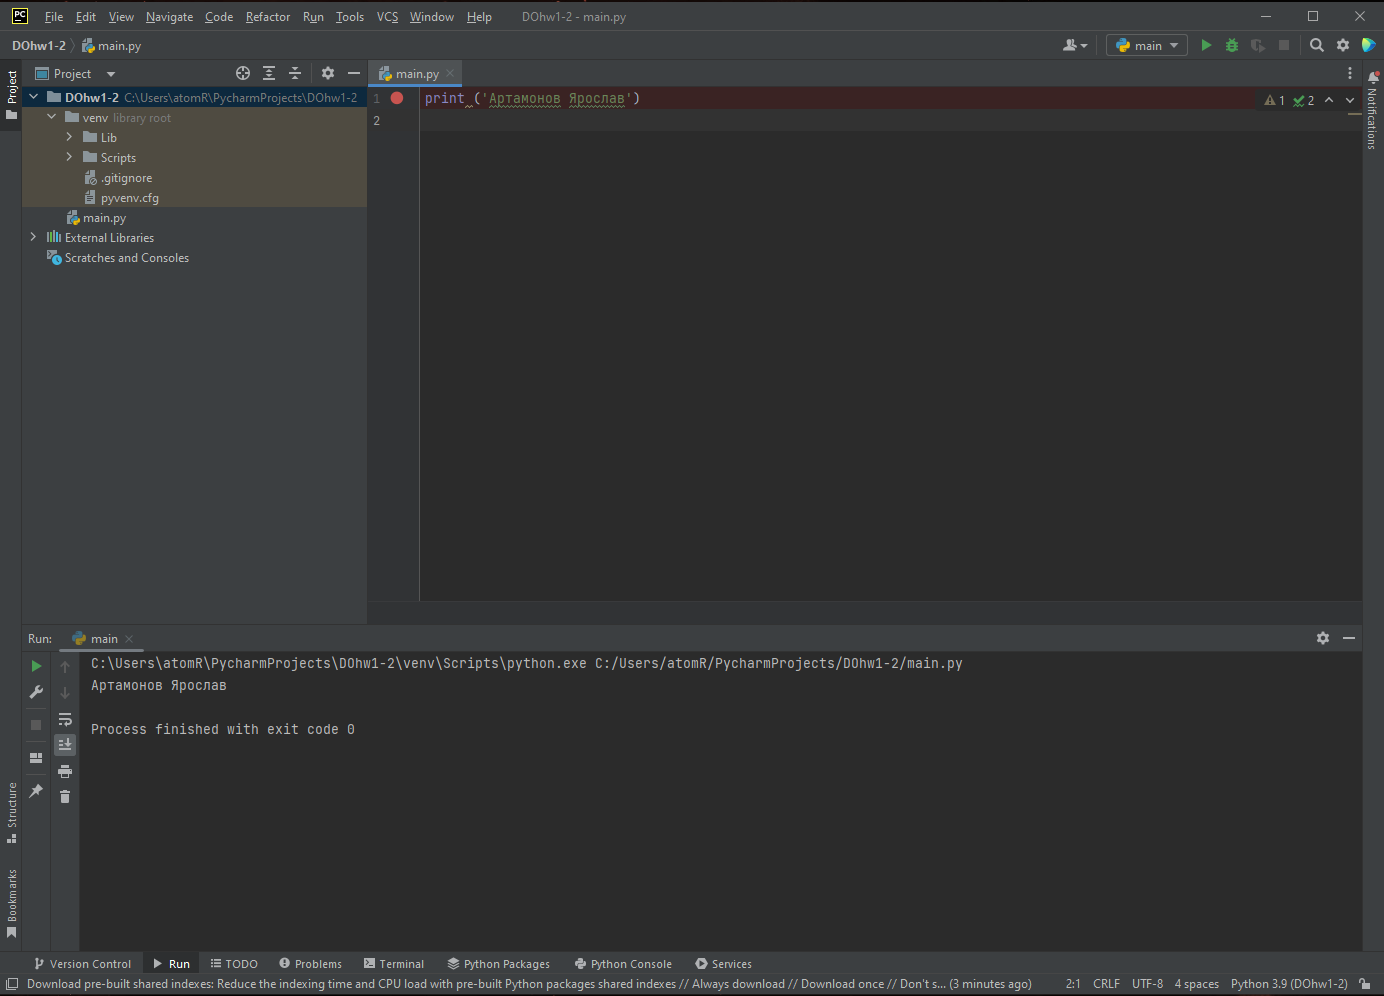 PC File Edit View Navigate Code Refactor Run Tools VCS Window Help DOhw1-2 - main.py
DOhw1-2 main.py
main
Project
Project
main.py
DOhw1-2 C:\Users\atomR\PycharmProjects\DOhw1-2
venv library root
Lib
Scripts
.gitignore
pyvenv.cfg
main.py
External Libraries
Scratches and Consoles
1 print ('Артамонов Ярослав')
2
1 2
Notifications
Run: main
C:\Users\atomR\PycharmProjects\DOhw1-2\venv\Scripts\python.exe C:/Users/atomR/PycharmProjects/DOhw1-2/main.py
Артамонов Ярослав
Process finished with exit code 0
Structure
Bookmarks
Version Control Run TODO Problems Terminal Python Packages Python Console Services
Download pre-built shared indexes: Reduce the indexing time and CPU load with pre-built Python packages shared indexes // Always download // Download once // Don't s... (3 minutes ago) 2:1 CRLF UTF-8 4 spaces Python 3.9 (DOhw1-2)